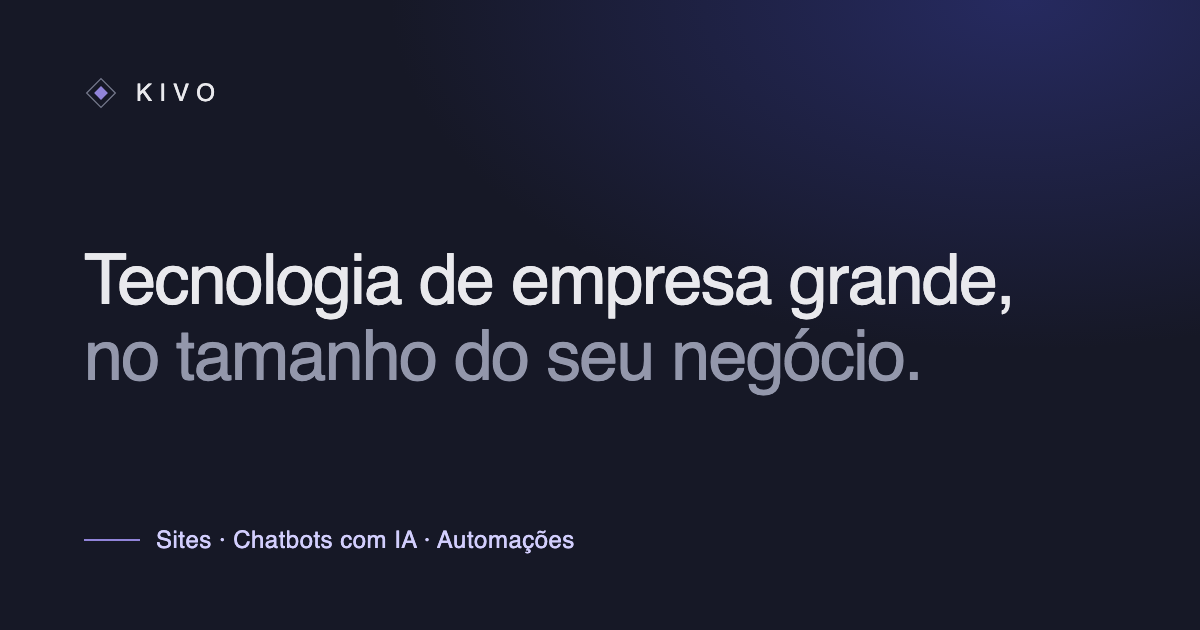 KIVO
Tecnologia de empresa grande,
no tamanho do seu negócio.
Sites · Chatbots com IA · Automações